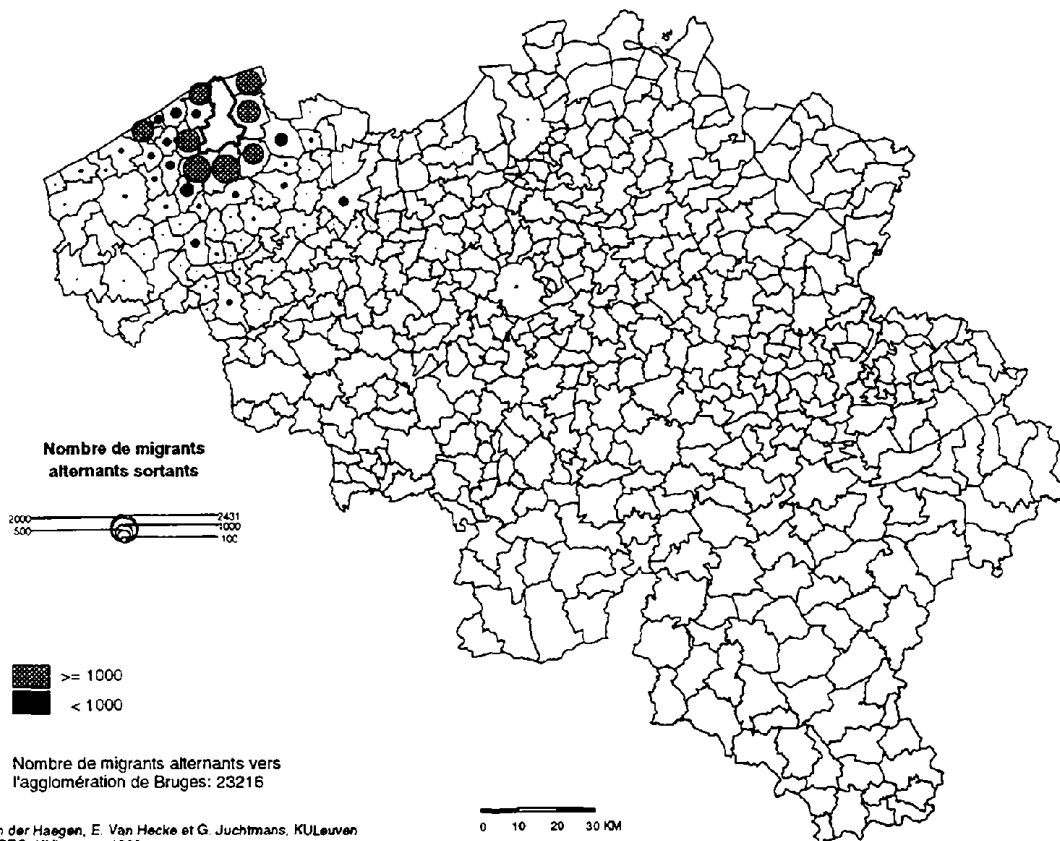 Nombre de migrants
alternants sortants
2000 2431
500 1000
100
>= 1000
< 1000
Nombre de migrants alternants vers
l'agglomération de Bruges: 23216
0 10 20 30 KM
der Haegen, E. Van Hecke et G. Juchtmans, KULeuven